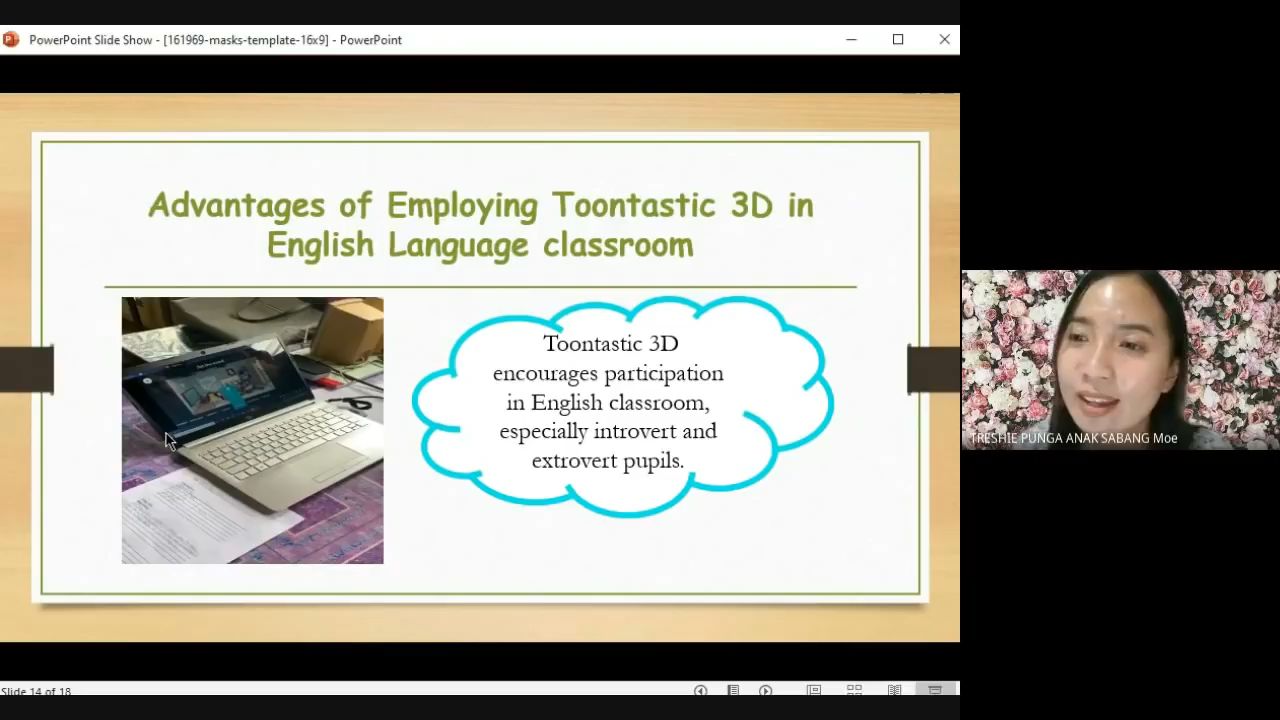 PowerPoint Slide Show - [161969-masks-template-16x9] - PowerPoint
Advantages of Employing Toontastic 3D in
English Language classroom
Toontastic 3D
encourages participation
in English classroom,
especially introvert and
extrovert pupils.
TRESHIE PUNGA ANAK SABANG Moe
Slide 14 of 18